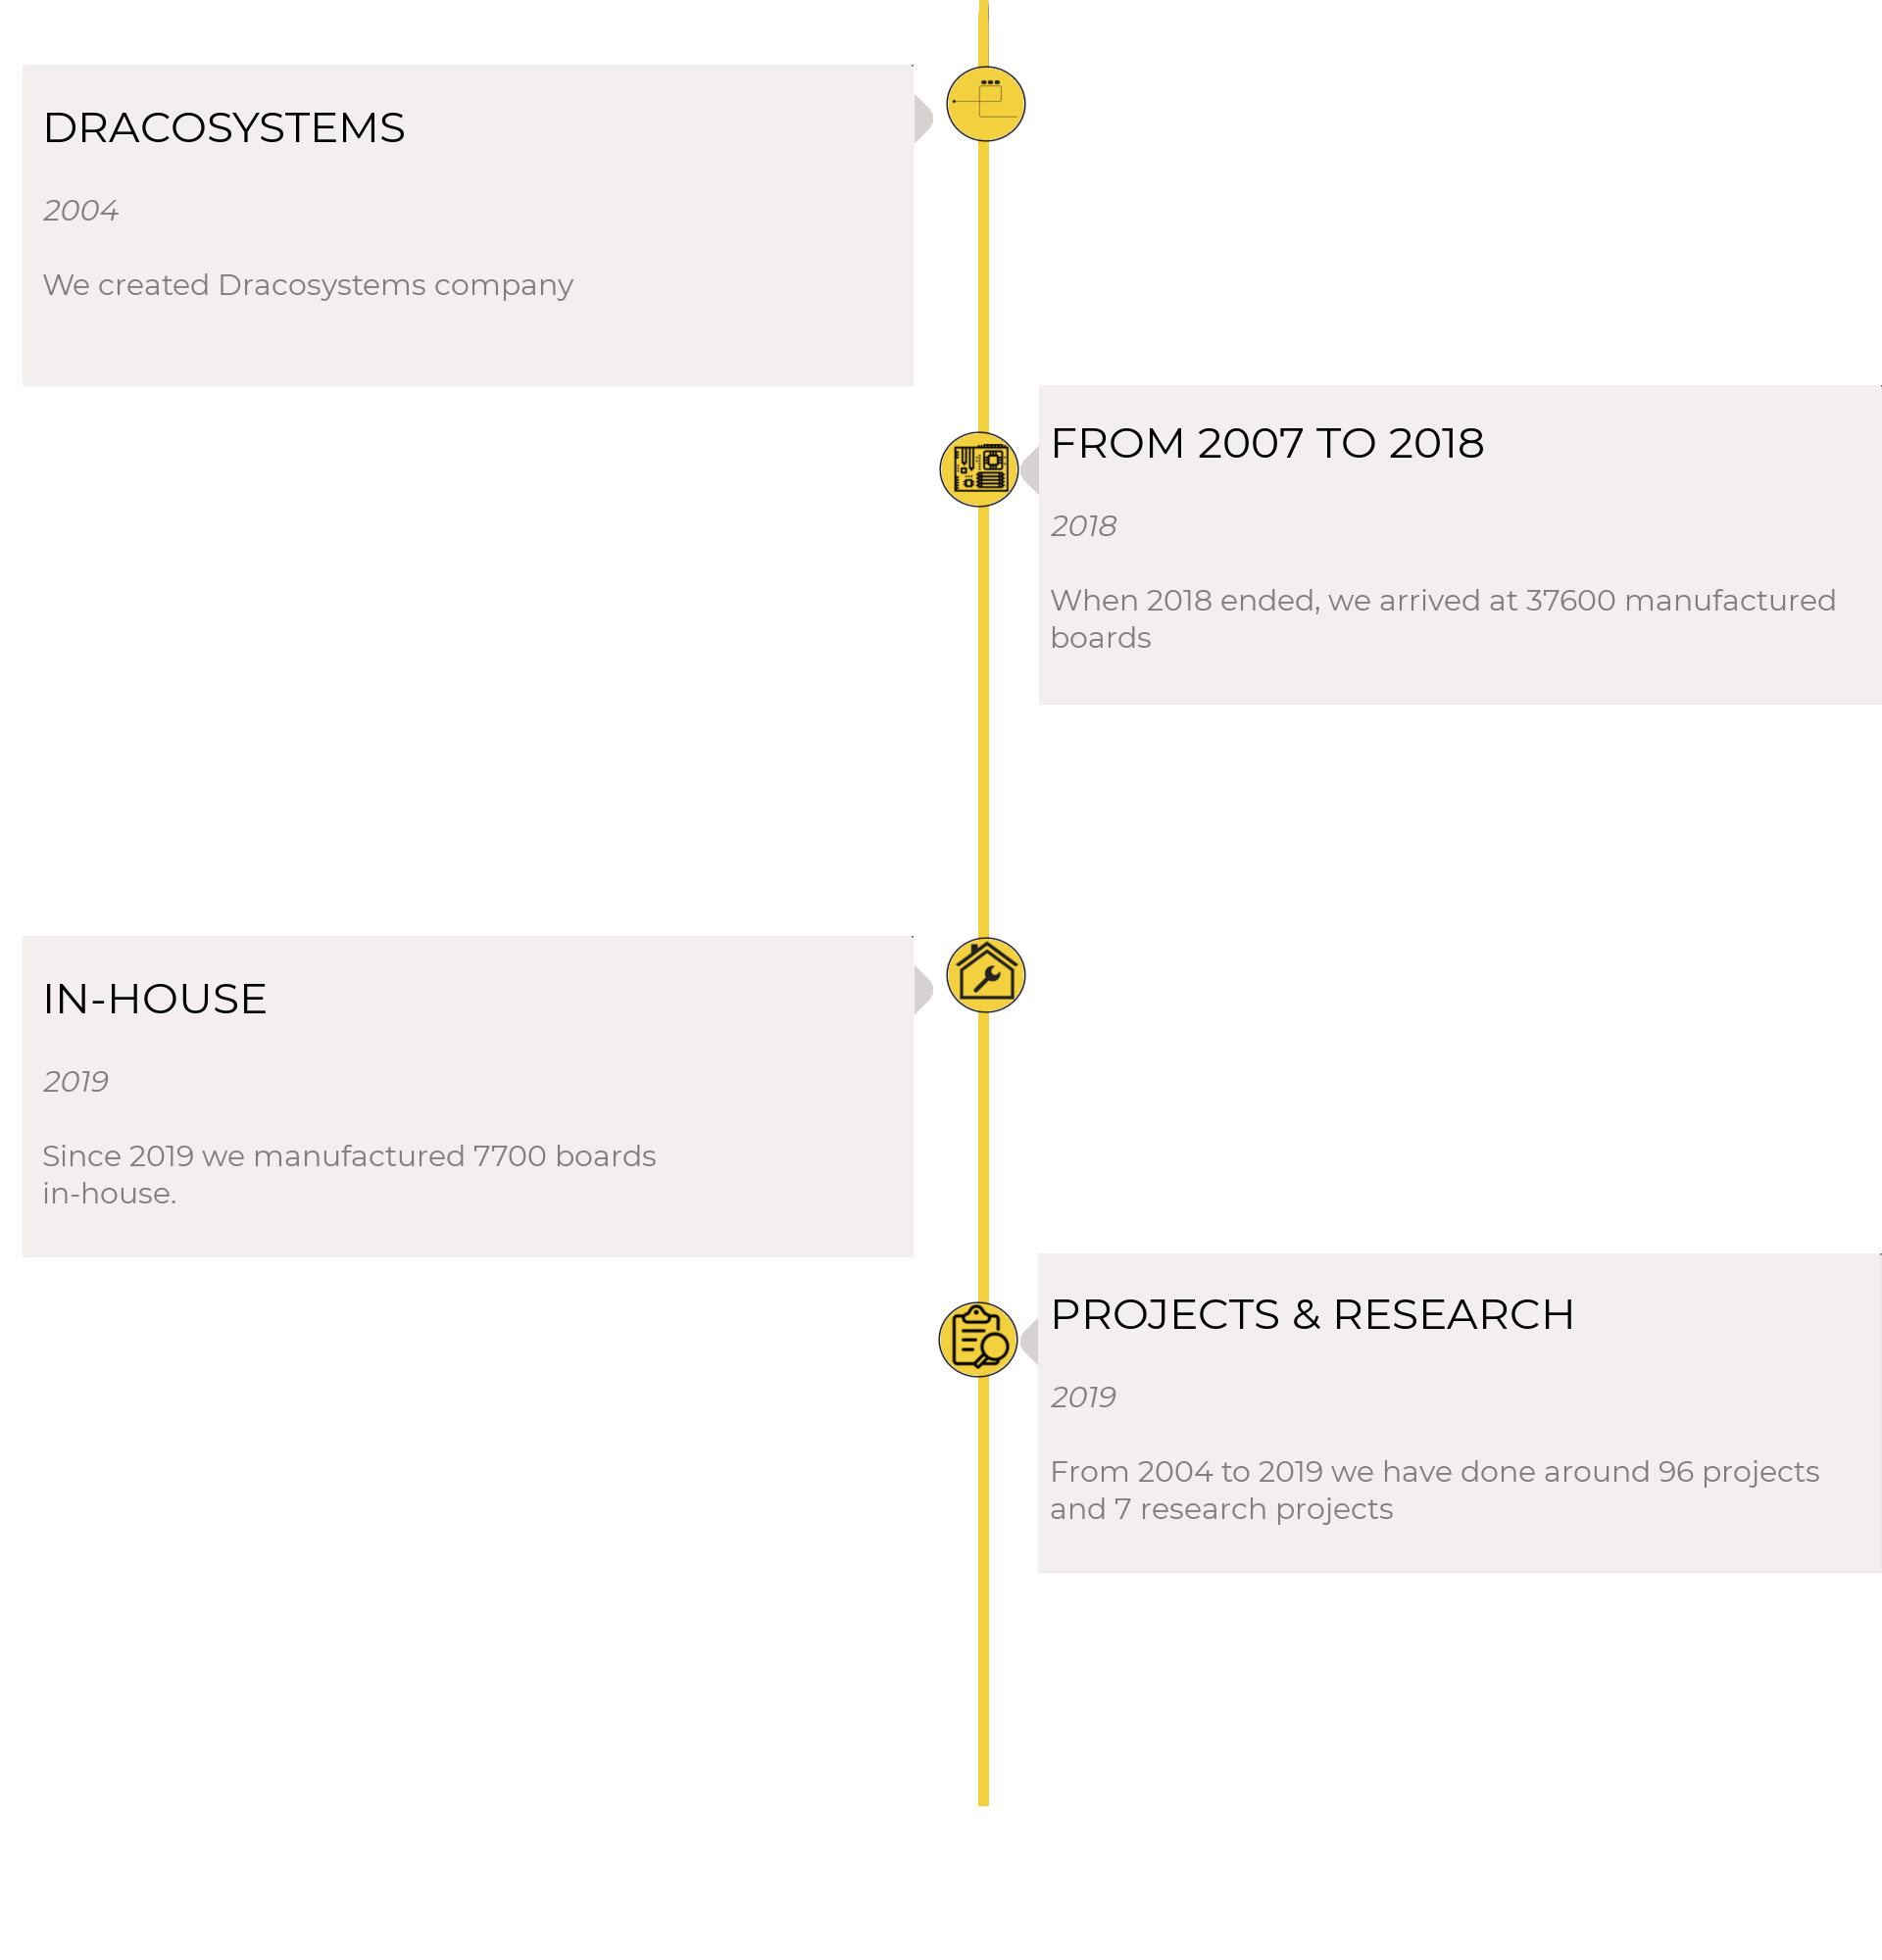 DRACOSYSTEMS
2004
We created Dracosystems company
FROM 2007 TO 2018
2018
When 2018 ended, we arrived at 37600 manufactured
boards
IN-HOUSE
2019
Since 2019 we manufactured 7700 boards
in-house.
PROJECTS & RESEARCH
2019
From 2004 to 2019 we have done around 96 projects
and 7 research projects